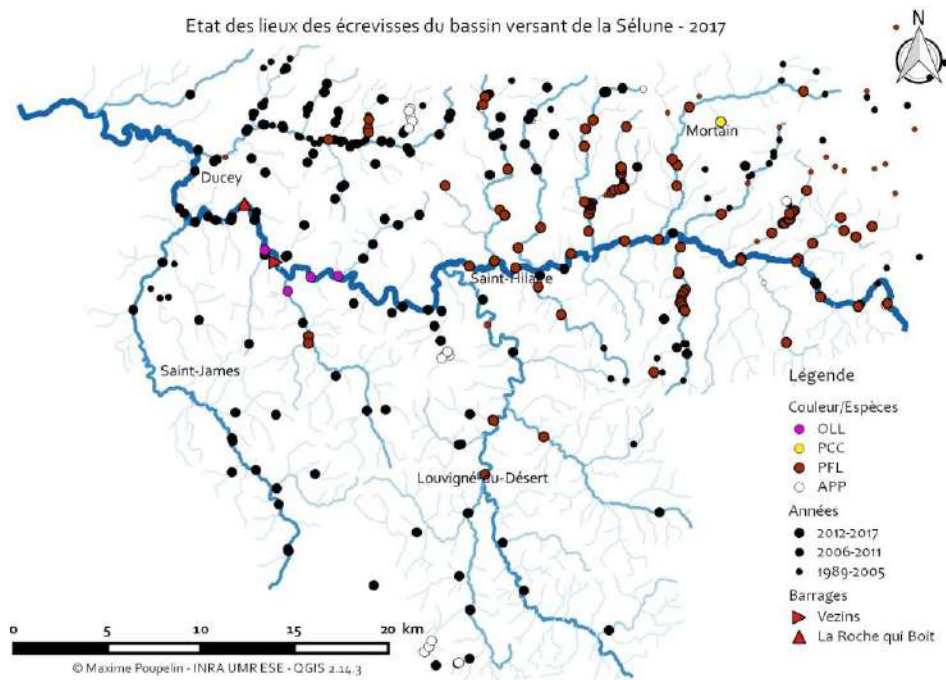 Etat des lieux des écrevisses du bassin versant de la Sélune - 2017
N
Mortain
Ducey
Saint-Hilaire
Saint-James
Louvigné-du-Désert
Légende
Couleur/Espèces
OLL
PCC
PFL
APP
Années
2012-2017
2006-2011
1989-2005
Barrages
Vezins
La Roche qui Boit
0 5 10 15 20 km
© Maxime Poupelin - INRA UMR ESE - QGIS 2.14.3